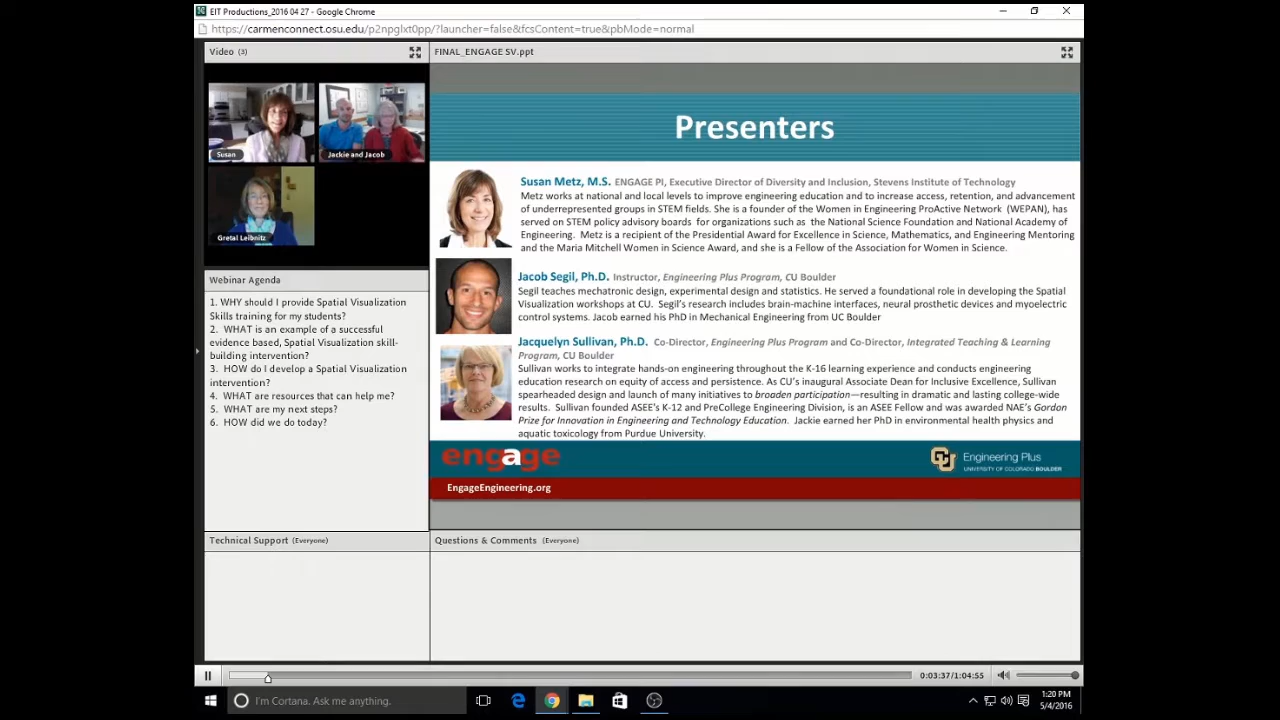 EIT Productions_2016 04 27 - Google Chrome
https://carmenconnect.osu.edu/p2npglxt0pp/?launcher=false&fcsContent=true&pbMode=normal
Video (3)
Susan
Jackie and Jacob
Gretal Leibnitz
Webinar Agenda
1. WHY should I provide Spatial Visualization
Skills training for my students?
2. WHAT is an example of a successful
evidence based, Spatial Visualization skill-
building intervention?
3. HOW do I develop a Spatial Visualization
intervention?
4. WHAT are resources that can help me?
5. WHAT are my next steps?
6. HOW did we do today?
FINAL_ENGAGE SV.ppt
Presenters
Susan Metz, M.S. ENGAGE PI, Executive Director of Diversity and Inclusion, Stevens Institute of Technology
Metz works at national and local levels to improve engineering education and to increase access, retention, and advancement
of underrepresented groups in STEM fields. She is a founder of the Women in Engineering ProActive Network (WEPAN), has
served on STEM policy advisory boards for organizations such as the National Science Foundation and National Academy of
Engineering. Metz is a recipient of the Presidential Award for Excellence in Science, Mathematics, and Engineering Mentoring
and the Maria Mitchell Women in Science Award, and she is a Fellow of the Association for Women in Science.
Jacob Segil, Ph.D. Instructor, Engineering Plus Program, CU Boulder
Segil teaches mechatronic design, experimental design and statistics. He served a foundational role in developing the Spatial
Visualization workshops at CU. Segil's research includes brain-machine interfaces, neural prosthetic devices and myoelectric
control systems. Jacob earned his PhD in Mechanical Engineering from UC Boulder
Jacquelyn Sullivan, Ph.D. Co-Director, Engineering Plus Program and Co-Director, Integrated Teaching & Learning
Program, CU Boulder
Sullivan works to integrate hands-on engineering throughout the K-16 learning experience and conducts engineering
education research on equity of access and persistence. As CU's inaugural Associate Dean for Inclusive Excellence, Sullivan
spearheaded design and launch of many initiatives to broaden participation—resulting in dramatic and lasting college-wide
results. Sullivan founded ASEE's K-12 and PreCollege Engineering Division, is an ASEE Fellow and was awarded NAE's Gordon
Prize for Innovation in Engineering and Technology Education. Jackie earned her PhD in environmental health physics and
aquatic toxicology from Purdue University.
engage
CU Engineering Plus
UNIVERSITY OF COLORADO BOULDER
EngageEngineering.org
Technical Support (Everyone)
Questions & Comments (Everyone)
0:03:37/1:04:55
I'm Cortana. Ask me anything.
1:20 PM
5/4/2016